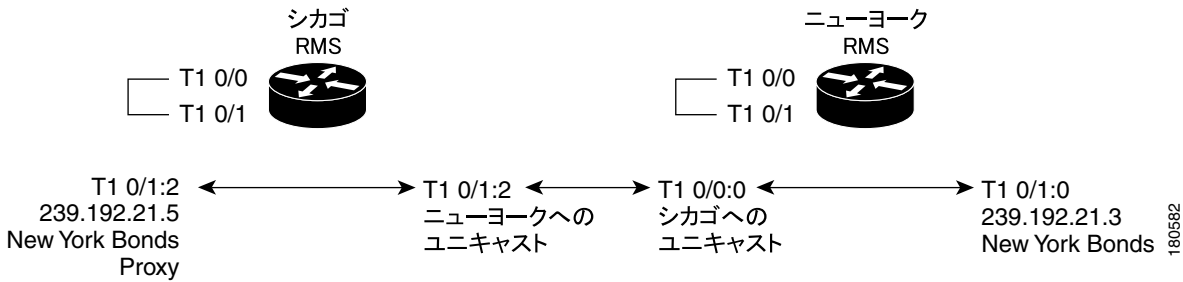 シカゴ
RMS
T1 0/0
T1 0/1
ニューヨーク
RMS
T1 0/0
T1 0/1
T1 0/1:2
239.192.21.5
New York Bonds
Proxy
T1 0/1:2
ニューヨークへの
ユニキャスト
T1 0/0:0
シカゴへの
ユニキャスト
T1 0/1:0
239.192.21.3
New York Bonds
180582